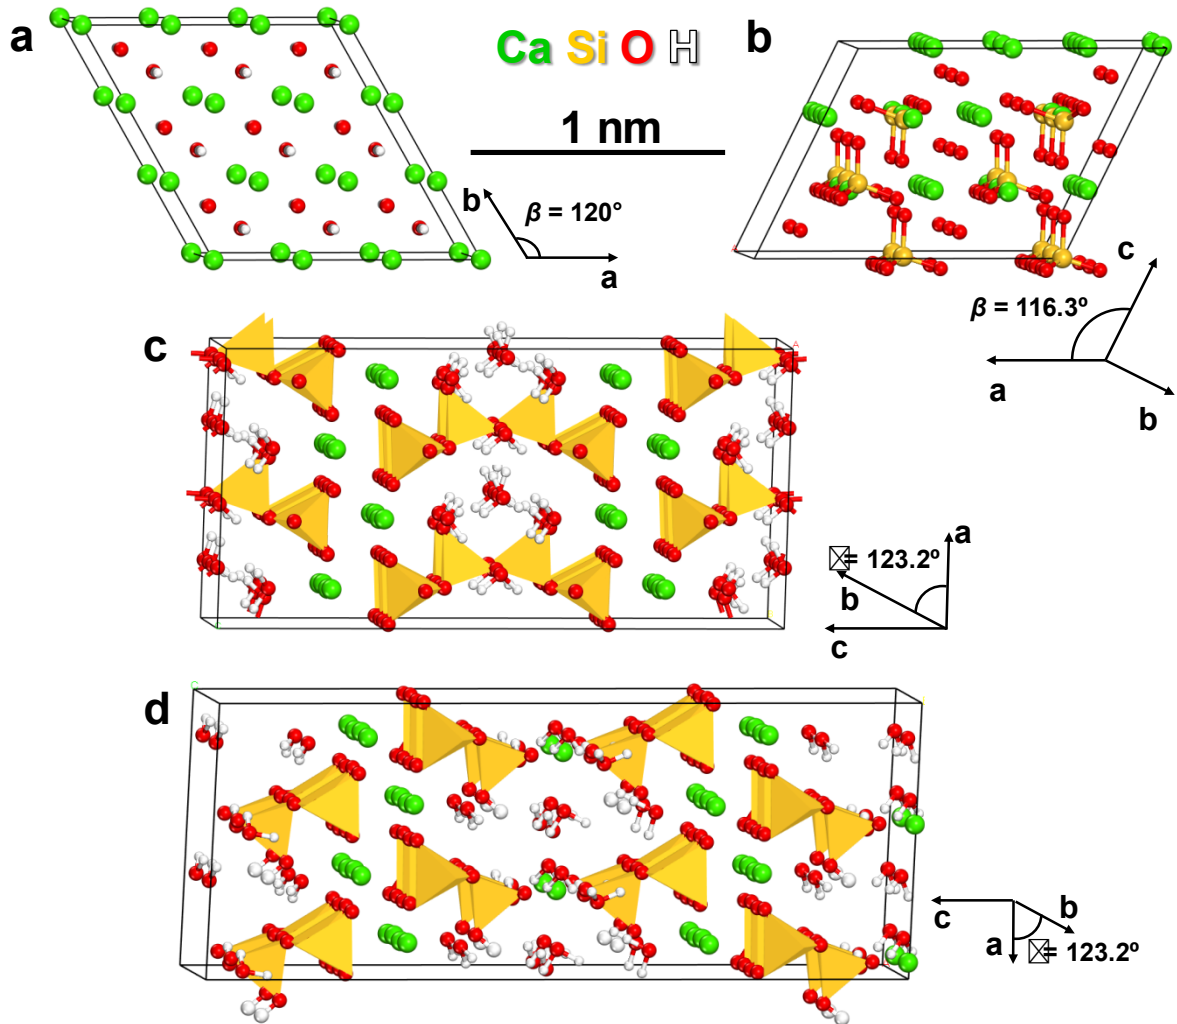 a
Ca Si O H
b
1 nm
b
β = 120°
a
c
β = 116.3º
a
b
c
a
= 123.2º
b
c
d
c
b
a
= 123.2º